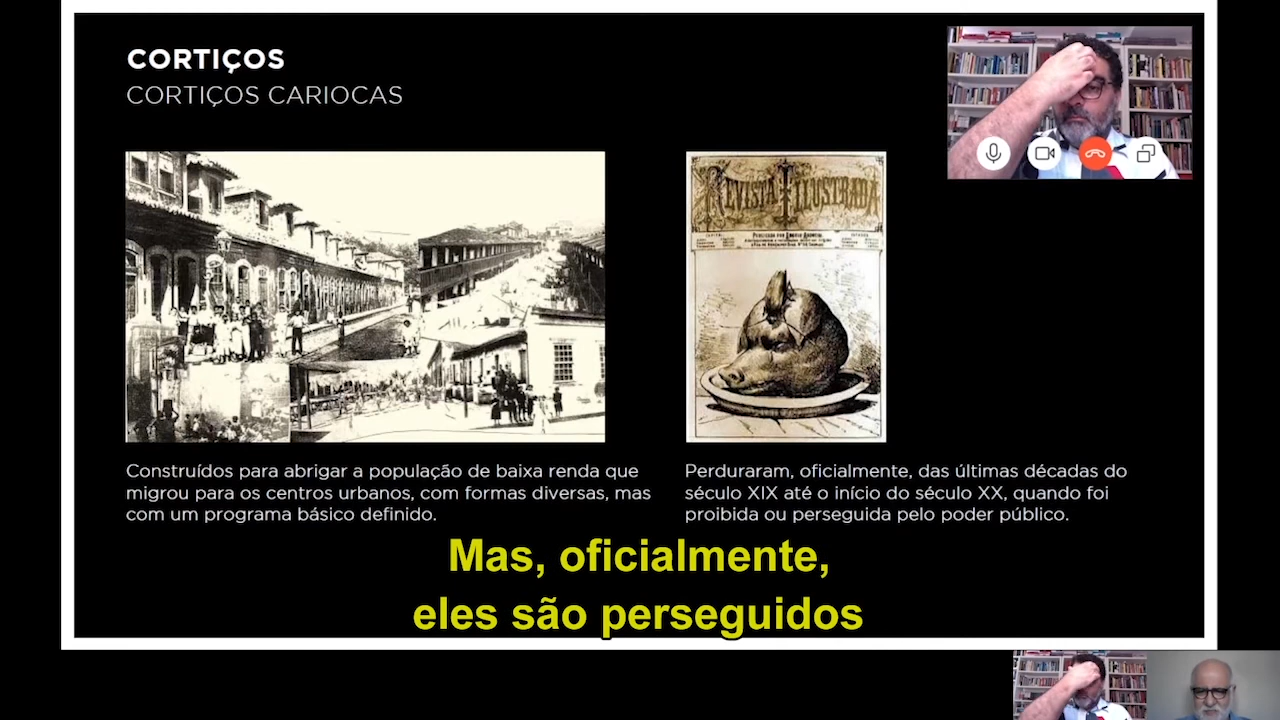 CORTIÇOS
CORTIÇOS CARIOCAS
REVISTA ILLUSTRADA
Construídos para abrigar a população de baixa renda que
migrou para os centros urbanos, com formas diversas, mas
com um programa básico definido.
Perduraram, oficialmente, das últimas décadas do
século XIX até o início do século XX, quando foi
proibida ou perseguida pelo poder público.
Mas, oficialmente,
eles são perseguidos